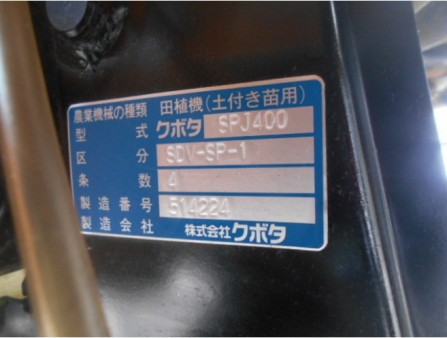 農業機械の種類 田植機(土付き苗用)
型式 クボタ SPJ400
区分 SDV-SP-1
条数 4
製造番号 514224
製造会社 株式会社クボタ